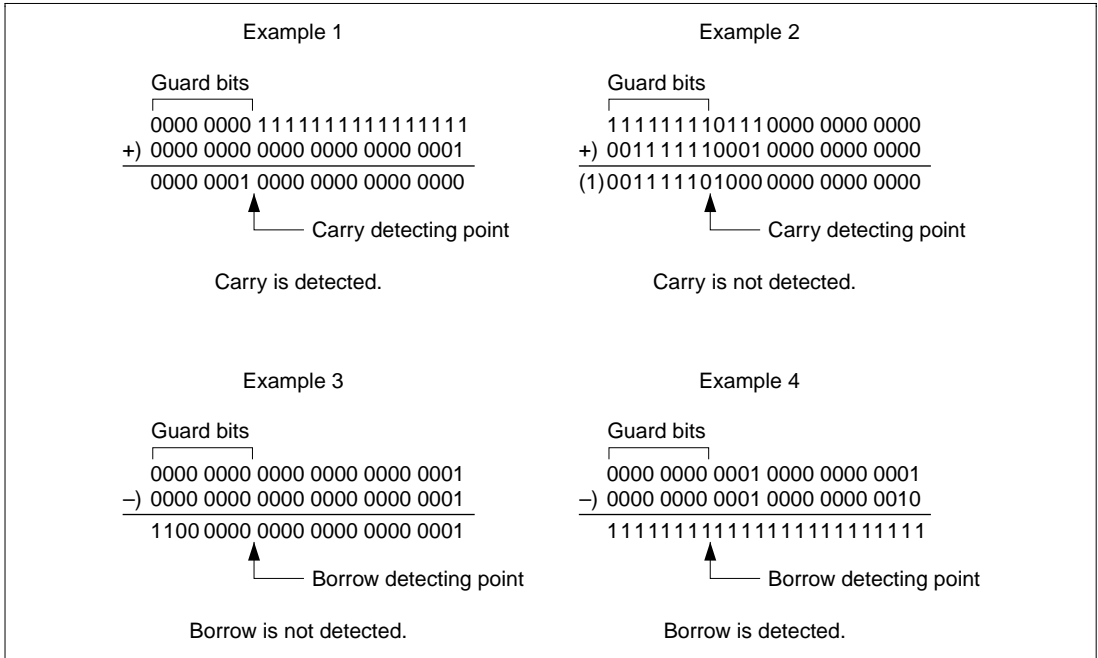 Example 1
Guard bits
0000 0000 1111111111111111
+) 0000 0000 0000 0000 0000 0001
0000 0001 0000 0000 0000 0000
Carry detecting point
Carry is detected.
Example 2
Guard bits
111111110111 0000 0000 0000
+) 001111110001 0000 0000 0000
(1)001111101000 0000 0000 0000
Carry detecting point
Carry is not detected.
Example 3
Guard bits
0000 0000 0000 0000 0000 0001
–) 0000 0000 0000 0000 0000 0001
1100 0000 0000 0000 0000 0001
Borrow detecting point
Borrow is not detected.
Example 4
Guard bits
0000 0000 0001 0000 0000 0001
–) 0000 0000 0001 0000 0000 0010
111111111111111111111111
Borrow detecting point
Borrow is detected.